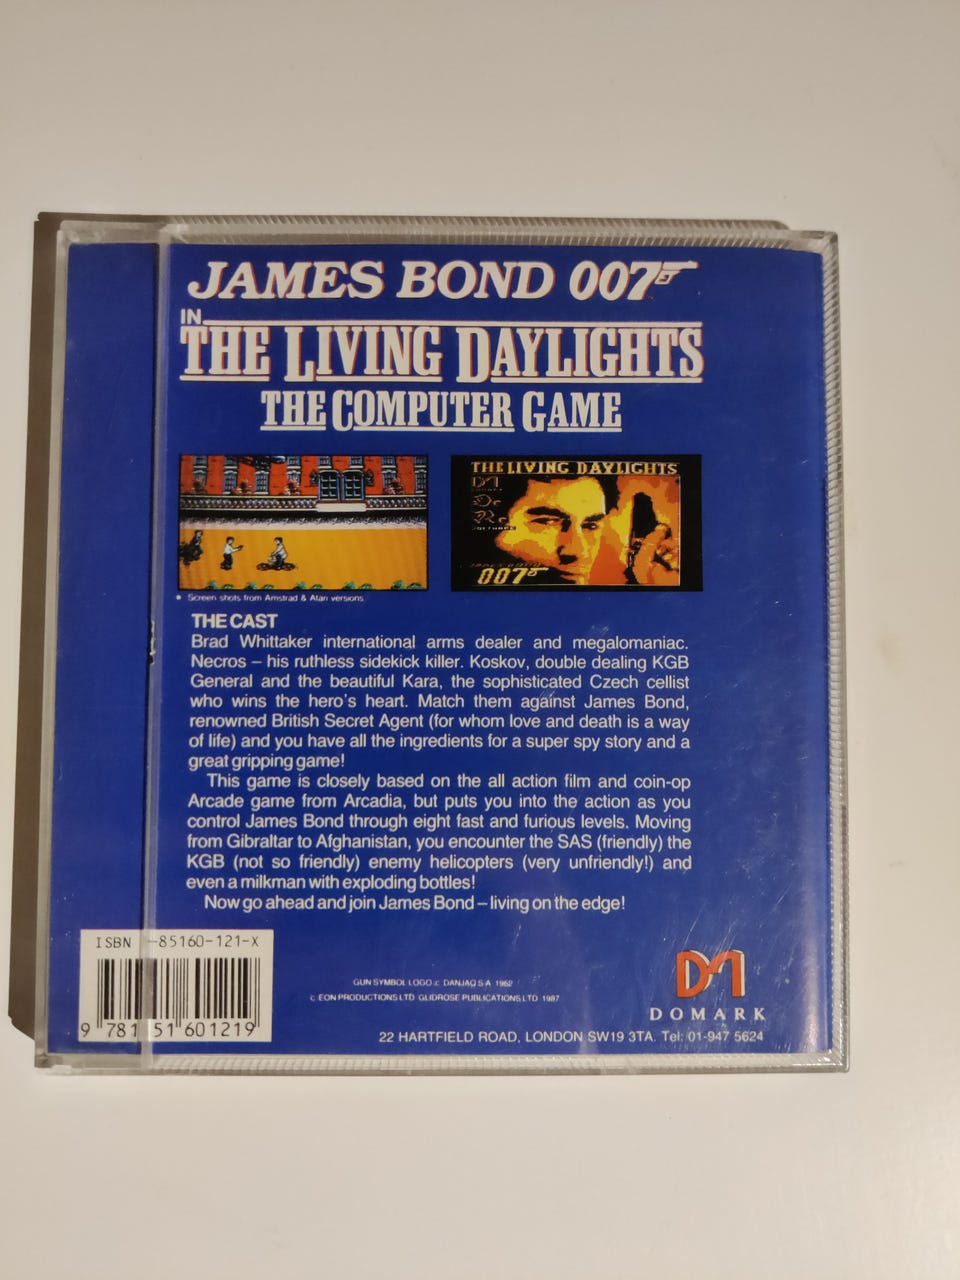 JAMES BOND 007
IN
THE LIVING DAYLIGHTS
THE COMPUTER GAME
THE LIVING DAYLIGHTS
007
• Screen shots from Amstrad & Atari versions
THE CAST
Brad Whittaker international arms dealer and megalomaniac.
Necros – his ruthless sidekick killer. Koskov, double dealing KGB
General and the beautiful Kara, the sophisticated Czech cellist
who wins the hero's heart. Match them against James Bond,
renowned British Secret Agent (for whom love and death is a way
of life) and you have all the ingredients for a super spy story and a
great gripping game!
This game is closely based on the all action film and coin-op
Arcade game from Arcadia, but puts you into the action as you
control James Bond through eight fast and furious levels. Moving
from Gibraltar to Afghanistan, you encounter the SAS (friendly) the
KGB (not so friendly) enemy helicopters (very unfriendly!) and
even a milkman with exploding bottles!
Now go ahead and join James Bond – living on the edge!
ISBN -85160-121-X
9 781 51 601219
GUN SYMBOL LOGO © DANJAQ S A 1962
© EON PRODUCTIONS LTD GLIDROSE PUBLICATIONS LTD 1987
DOMARK
22 HARTFIELD ROAD, LONDON SW19 3TA. Tel: 01-947 5624